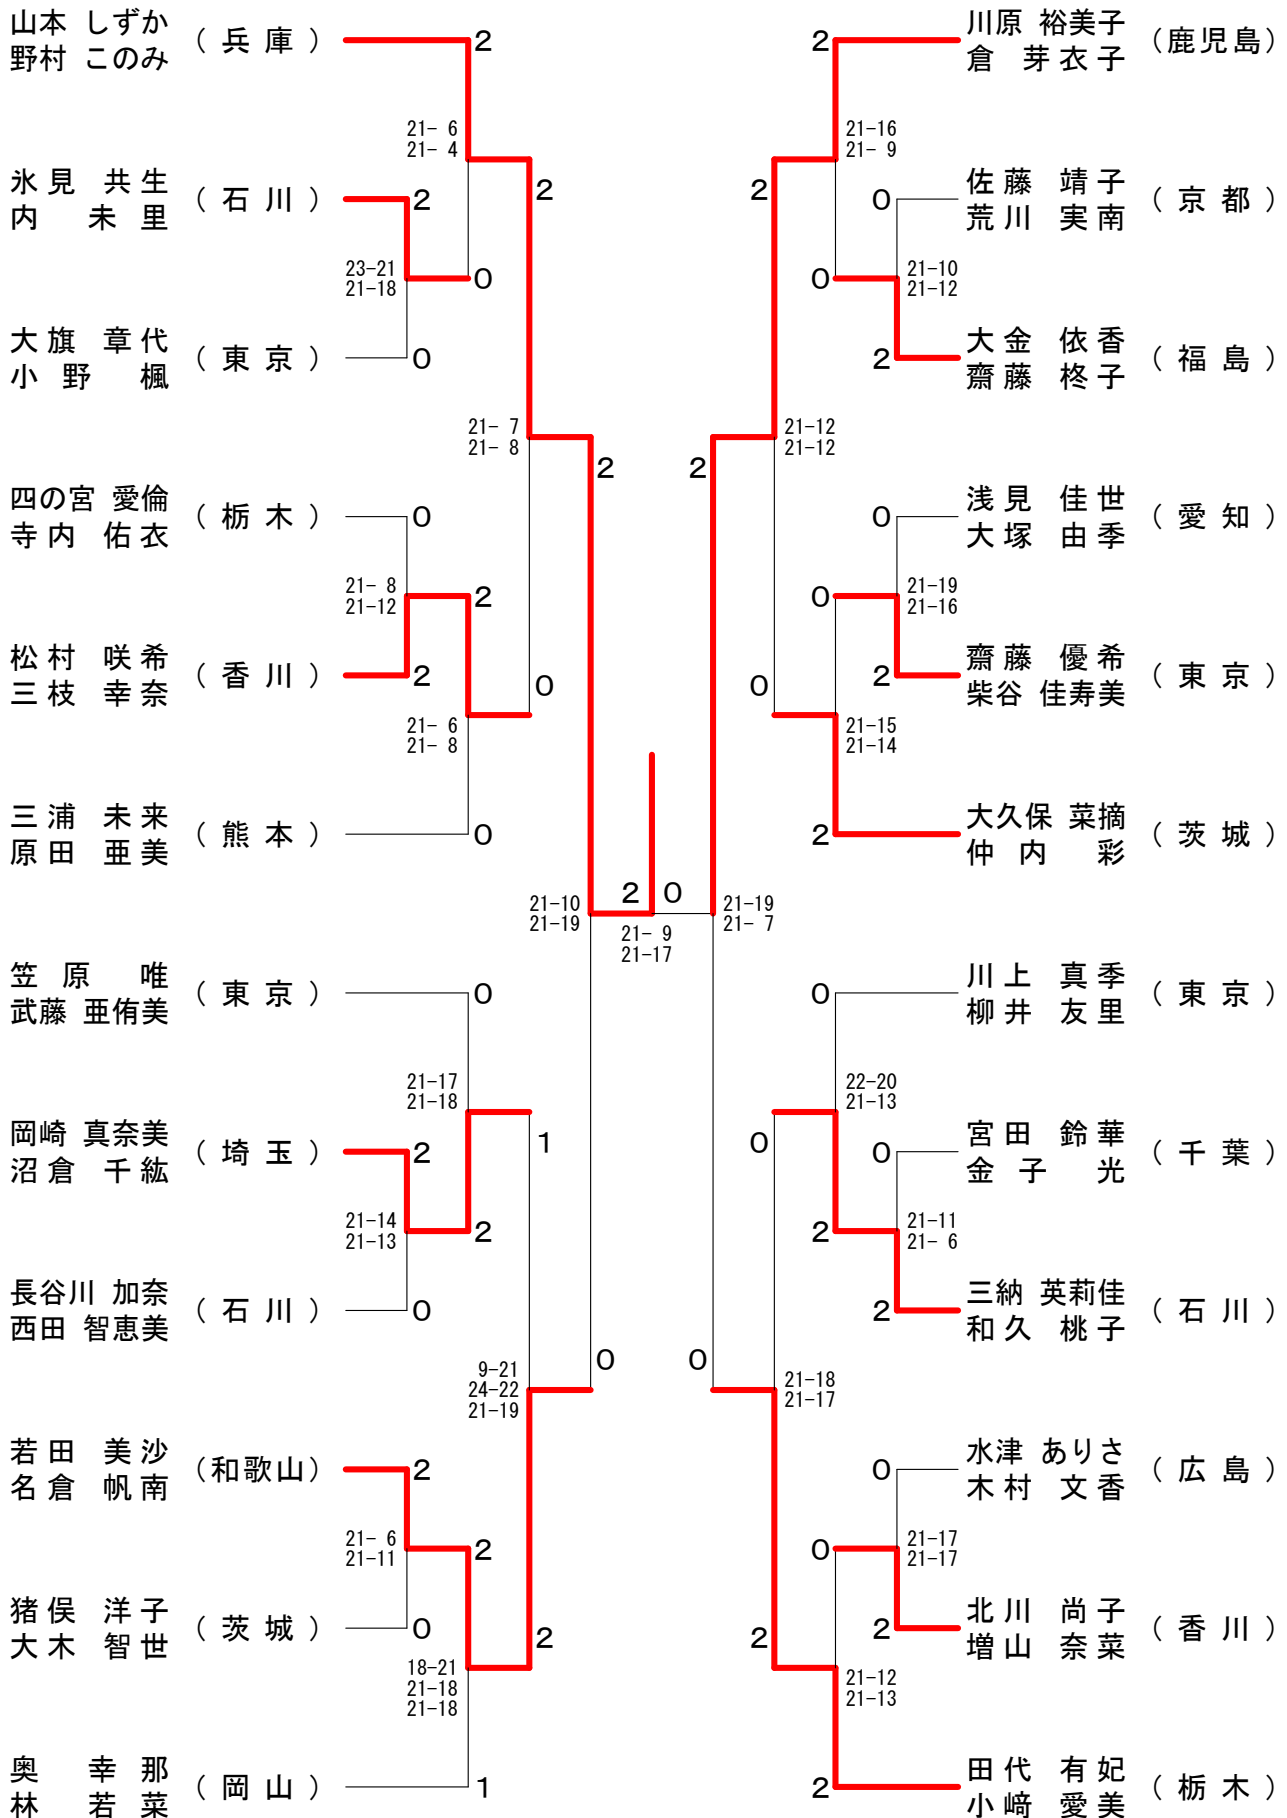 山本 しずか
野村 このみ
（ 兵 庫 ）
2
21- 6
21- 4
氷 見 共 生
内 未 里
（ 石 川 ）
2
2
23-21
21-18
0
大 旗 章 代
小 野 楓
（ 東 京 ）
0
21- 7
21- 8
2
四の宮 愛倫
寺 内 佑 衣
（ 栃 木 ）
0
21- 8
21-12
2
松 村 咲 希
三 枝 幸 奈
（ 香 川 ）
2
0
21- 6
21- 8
三 浦 未 来
原 田 亜 美
（ 熊 本 ）
0
21-10
21-19
2
0
21- 9
21-17
笠 原 唯
武藤 亜侑美
（ 東 京 ）
0
21-17
21-18
1
岡崎 真奈美
沼 倉 千 紘
（ 埼 玉 ）
2
21-14
21-13
2
長谷川 加奈
西田 智恵美
（ 石 川 ）
0
0
9-21
24-22
21-19
若 田 美 沙
名 倉 帆 南
（和歌山）
2
21- 6
21-11
2
猪 俣 洋 子
大 木 智 世
（ 茨 城 ）
0
2
18-21
21-18
21-18
奥 幸 那
林 若 菜
（ 岡 山 ）
1
2
川原 裕美子
倉 芽 衣 子
（鹿児島）
21-16
21- 9
2
0
佐 藤 靖 子
荒 川 実 南
（ 京 都 ）
0
21-10
21-12
2
大 金 依 香
齋 藤 柊 子
（ 福 島 ）
2
21-12
21-12
0
浅 見 佳 世
大 塚 由 季
（ 愛 知 ）
0
21-19
21-16
2
齋 藤 優 希
柴谷 佳寿美
（ 東 京 ）
0
21-15
21-14
2
大久保 菜摘
仲 内 彩
（ 茨 城 ）
21-19
21- 7
0
川 上 真 季
柳 井 友 里
（ 東 京 ）
22-20
21-13
0
0
宮 田 鈴 華
金 子 光
（ 千 葉 ）
2
21-11
21- 6
2
三納 英莉佳
和 久 桃 子
（ 石 川 ）
0
21-18
21-17
0
水津 ありさ
木 村 文 香
（ 広 島 ）
0
21-17
21-17
2
2
北 川 尚 子
増 山 奈 菜
（ 香 川 ）
21-12
21-13
2
田 代 有 妃
小 﨑 愛 美
（ 栃 木 ）